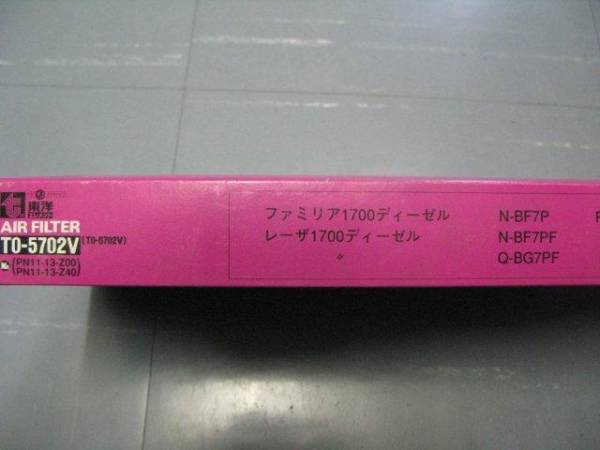 東洋
AIR FILTER
TO-5702V (TO-5702V)
(PN11-13-Z00)
(PN11-13-Z40)
ファミリア1700ディーゼル N-BF7P
レーザ1700ディーゼル N-BF7PF
〃 Q-BG7PF